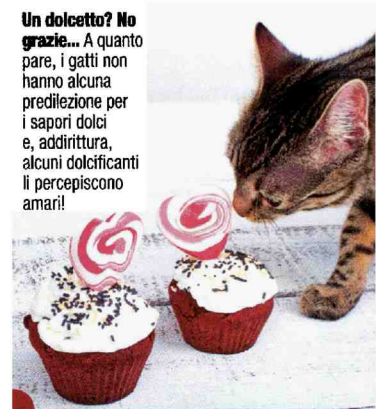 Un dolcetto? No
grazie... A quanto
pare, i gatti non
hanno alcuna
predilezione per
i sapori dolci
e, addirittura,
alcuni dolcificanti
li percepiscono
amari!